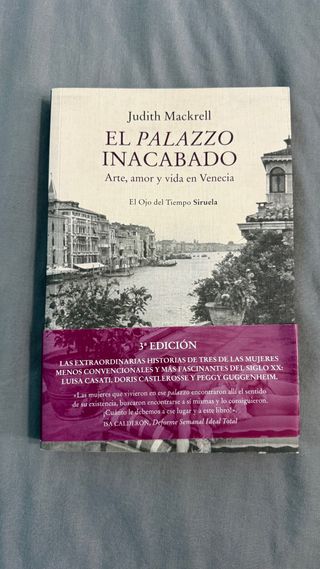 Judith Mackrell
EL PALAZZO
INACABADO
Arte, amor y vida en Venecia
El Ojo del Tiempo Siruela
3ª EDICIÓN
LAS EXTRAORDINARIAS HISTORIAS DE TRES DE LAS MUJERES
MENOS CONVENCIONALES Y MÁS FASCINANTES DEL SIGLO XX:
LUISA CASATI, DORIS CASTLEROSSE Y PEGGY GUGGENHEIM.
«Las mujeres que vivieron en ese palazzo encontraron allí el sentido
de su existencia, buscaron encontrarse a sí mismas y lo consiguieron.
¡Cuánto le debemos a ese lugar y a este libro!».
ISA CALDERÓN, Deforme Semanal Ideal Total